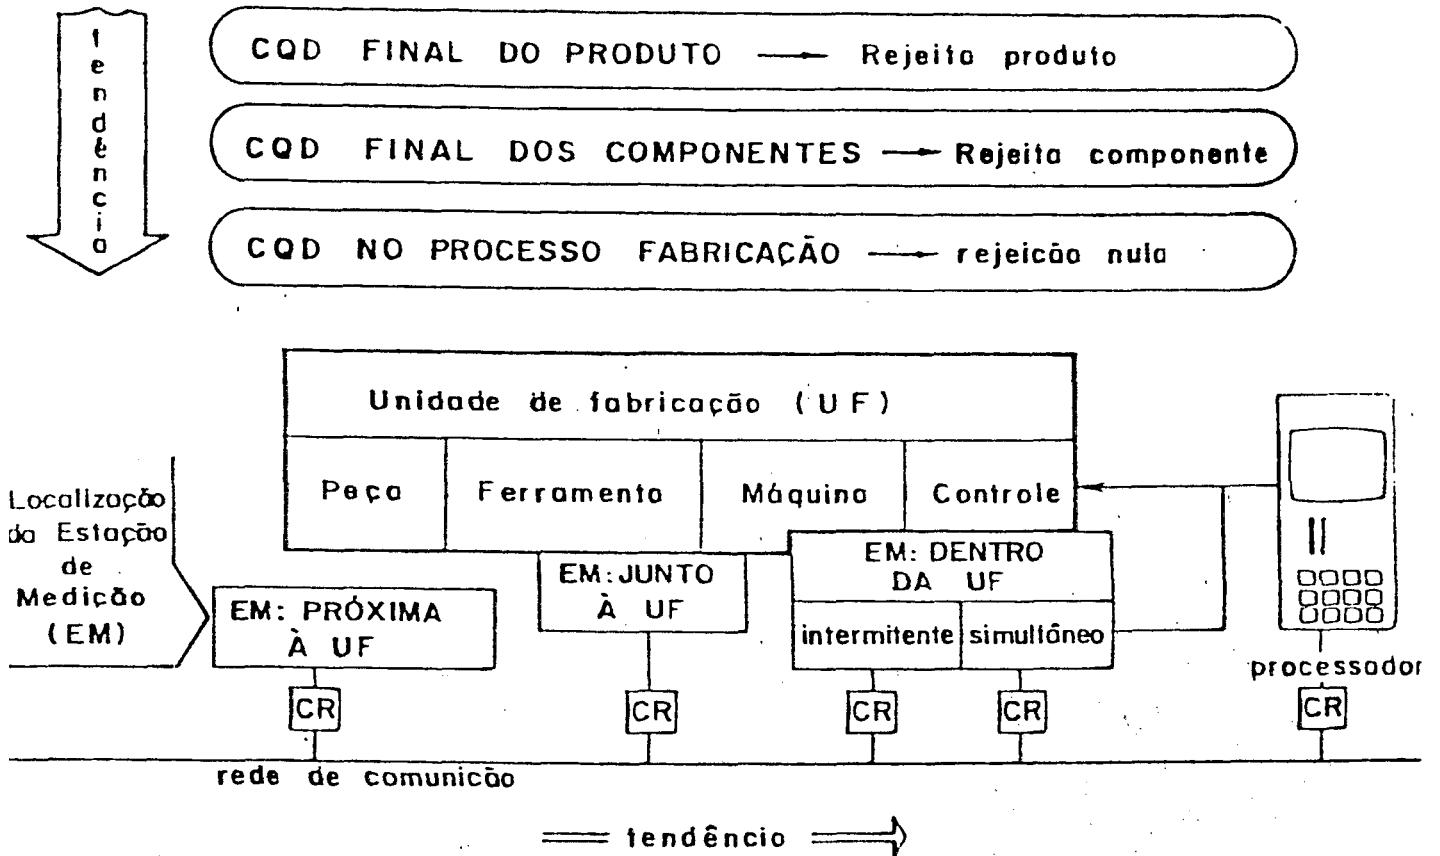 tendência
CQD FINAL DO PRODUTO → Rejeita produto
CQD FINAL DOS COMPONENTES → Rejeita componente
CQD NO PROCESSO FABRICAÇÃO → rejeicão nula
Unidade de fabricação (UF)
Peça Ferramenta Máquina Controle
Localização
da Estação
de
Medição
(EM)
EM: PRÓXIMA
À UF
EM: JUNTO
À UF
EM: DENTRO
DA UF
intermitente simultâneo
processador
CR CR CR CR CR
rede de comunicão
tendência